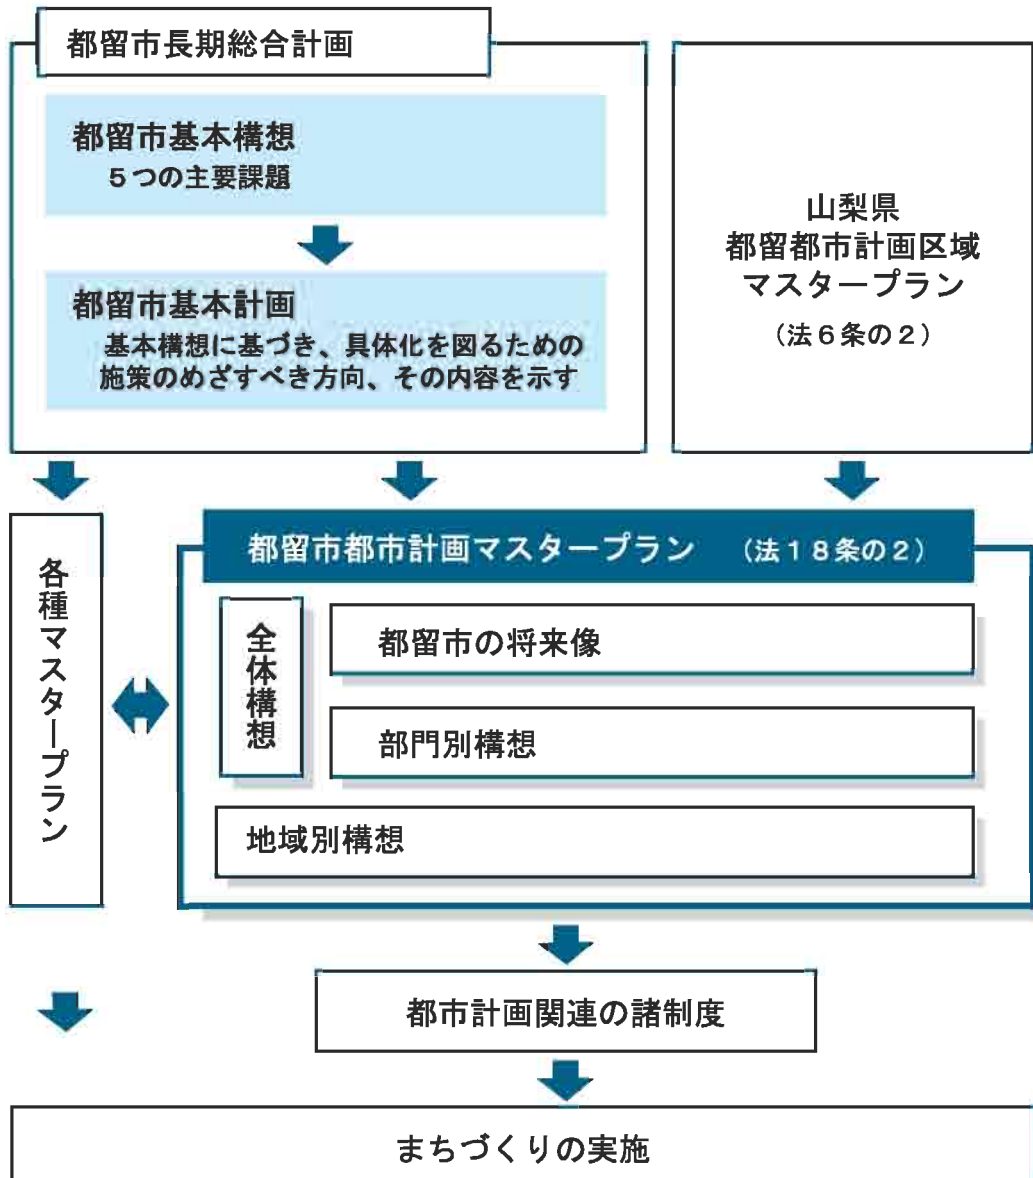 都留市長期総合計画
都留市基本構想
５つの主要課題
都留市基本計画
基本構想に基づき、具体化を図るための
施策のめざすべき方向、その内容を示す
山梨県
都留都市計画区域
マスタープラン
（法６条の２）
各種マスタープラン
都留市都市計画マスタープラン　（法１８条の２）
全体構想
都留市の将来像
部門別構想
地域別構想
都市計画関連の諸制度
まちづくりの実施